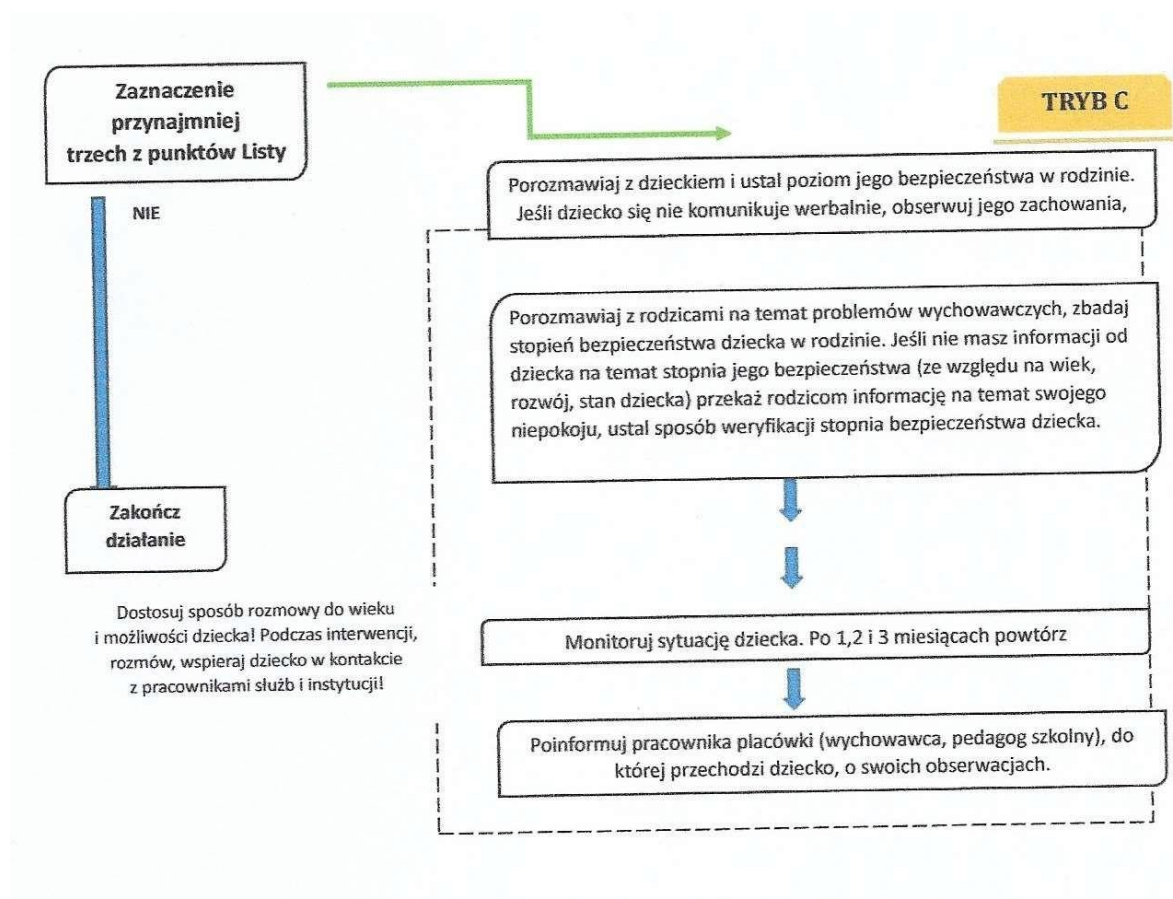 Zaznaczenie
przynajmniej
trzech z punktów Listy
NIE
Zakończ
działanie
Dostosuj sposób rozmowy do wieku
i możliwości dziecka! Podczas interwencji,
rozmów, wspieraj dziecko w kontakcie
z pracownikami służb i instytucji!
TRYB C
Porozmawiaj z dzieckiem i ustal poziom jego bezpieczeństwa w rodzinie.
Jeśli dziecko się nie komunikuje werbalnie, obserwuj jego zachowania,
Porozmawiaj z rodzicami na temat problemów wychowawczych, zbadaj
stopień bezpieczeństwa dziecka w rodzinie. Jeśli nie masz informacji od
dziecka na temat stopnia jego bezpieczeństwa (ze względu na wiek,
rozwój, stan dziecka) przekaż rodzicom informację na temat swojego
niepokoju, ustal sposób weryfikacji stopnia bezpieczeństwa dziecka.
Monitoruj sytuację dziecka. Po 1,2 i 3 miesiącach powtórz
Poinformuj pracownika placówki (wychowawca, pedagog szkolny), do
której przechodzi dziecko, o swoich obserwacjach.